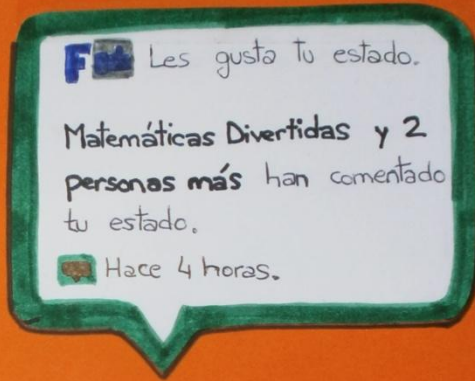 F Les gusta tu estado.
Matemáticas Divertidas y 2
personas más han comentado
tu estado.
Hace 4 horas.